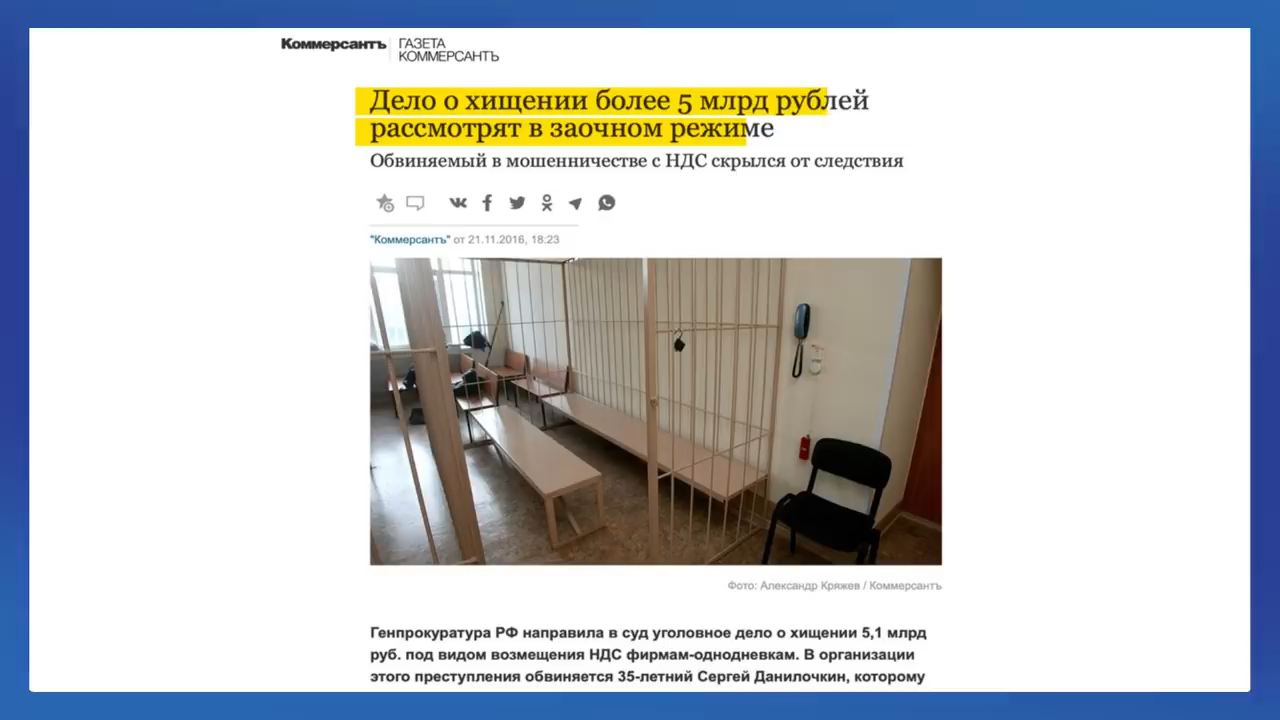 Коммерсантъ
ГАЗЕТА
КОММЕРСАНТЪ
Дело о хищении более 5 млрд рублей
рассмотрят в заочном режиме
Обвиняемый в мошенничестве с НДС скрылся от следствия
"Коммерсантъ" от 21.11.2016, 18:23
Фото: Александр Кряжев / Коммерсантъ
Генпрокуратура РФ направила в суд уголовное дело о хищении 5,1 млрд
руб. под видом возмещения НДС фирмам-однодневкам. В организации
этого преступления обвиняется 35-летний Сергей Данилочкин, которому